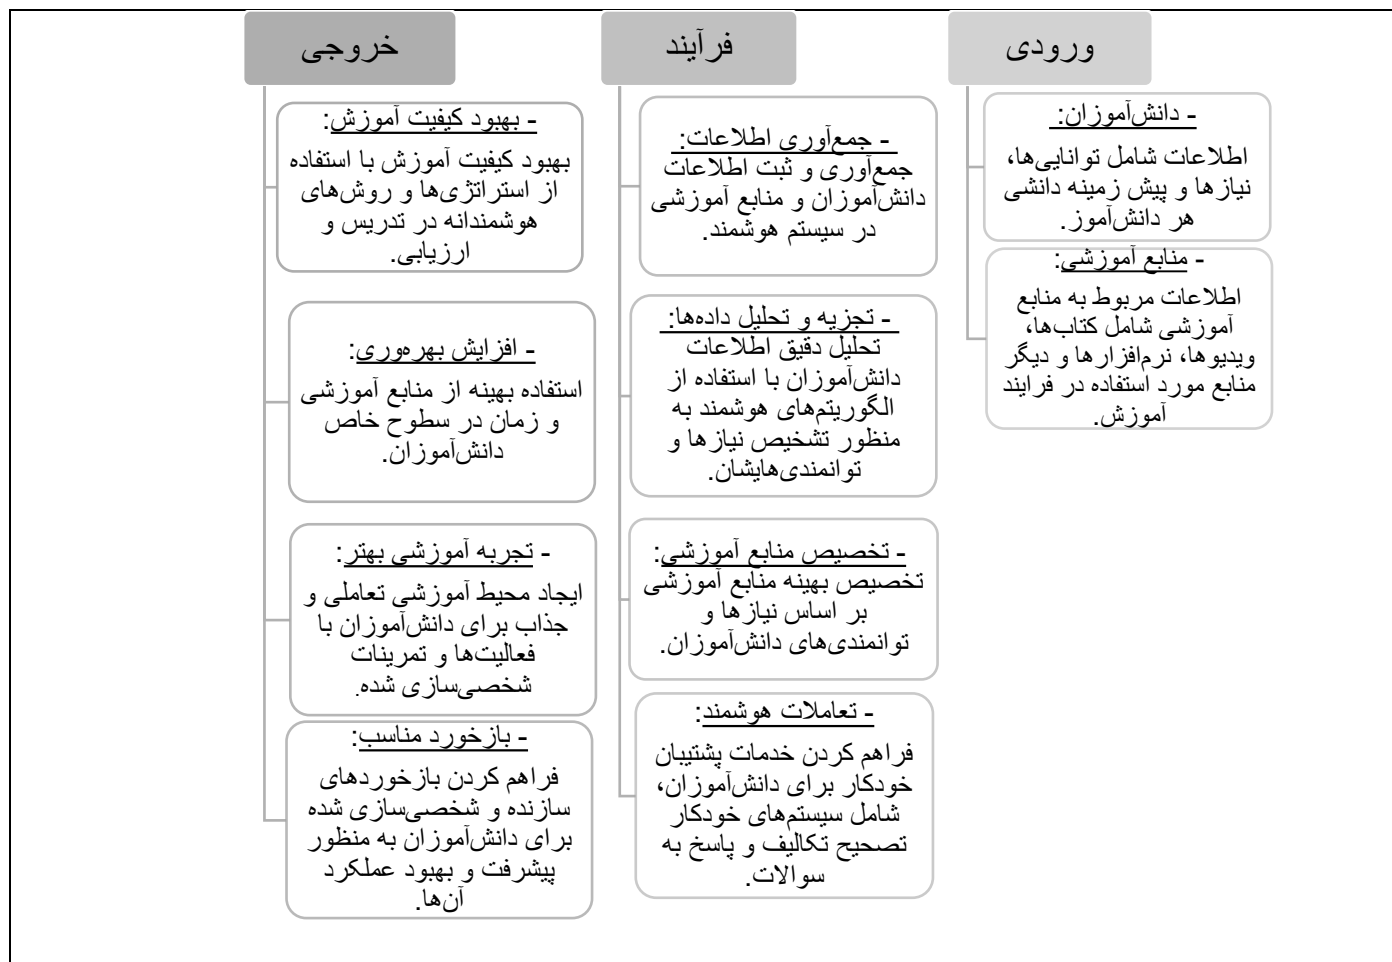 ورودی
- دانش‌آموزان:
اطلاعات شامل توانایی‌ها،
نیازها و پیش زمینه دانشی
هر دانش‌آموز.
- منابع آموزشی:
اطلاعات مربوط به منابع
آموزشی شامل کتاب‌ها،
ویدیوها، نرم‌افزارها و دیگر
منابع مورد استفاده در فرایند
آموزش.
فرآیند
- جمع‌آوری اطلاعات:
جمع‌آوری و ثبت اطلاعات
دانش‌آموزان و منابع آموزشی
در سیستم هوشمند.
- تجزیه و تحلیل داده‌ها:
تحلیل دقیق اطلاعات
دانش‌آموزان با استفاده از
الگوریتم‌های هوشمند به
منظور تشخیص نیازها و
توانمندی‌هایشان.
- تخصیص منابع آموزشی:
تخصیص بهینه منابع آموزشی
بر اساس نیازها و
توانمندی‌های دانش‌آموزان.
- تعاملات هوشمند:
فراهم کردن خدمات پشتیبان
خودکار برای دانش‌آموزان،
شامل سیستم‌های خودکار
تصحیح تکالیف و پاسخ به
سوالات.
خروجی
- بهبود کیفیت آموزش:
بهبود کیفیت آموزش با استفاده
از استراتژی‌ها و روش‌های
هوشمندانه در تدریس و
ارزیابی.
- افزایش بهره‌وری:
استفاده بهینه از منابع آموزشی
و زمان در سطوح خاص
دانش‌آموزان.
- تجربه آموزشی بهتر:
ایجاد محیط آموزشی تعاملی و
جذاب برای دانش‌آموزان با
فعالیت‌ها و تمرینات
شخصی‌سازی شده.
- بازخورد مناسب:
فراهم کردن بازخوردهای
سازنده و شخصی‌سازی شده
برای دانش‌آموزان به منظور
پیشرفت و بهبود عملکرد
آن‌ها.